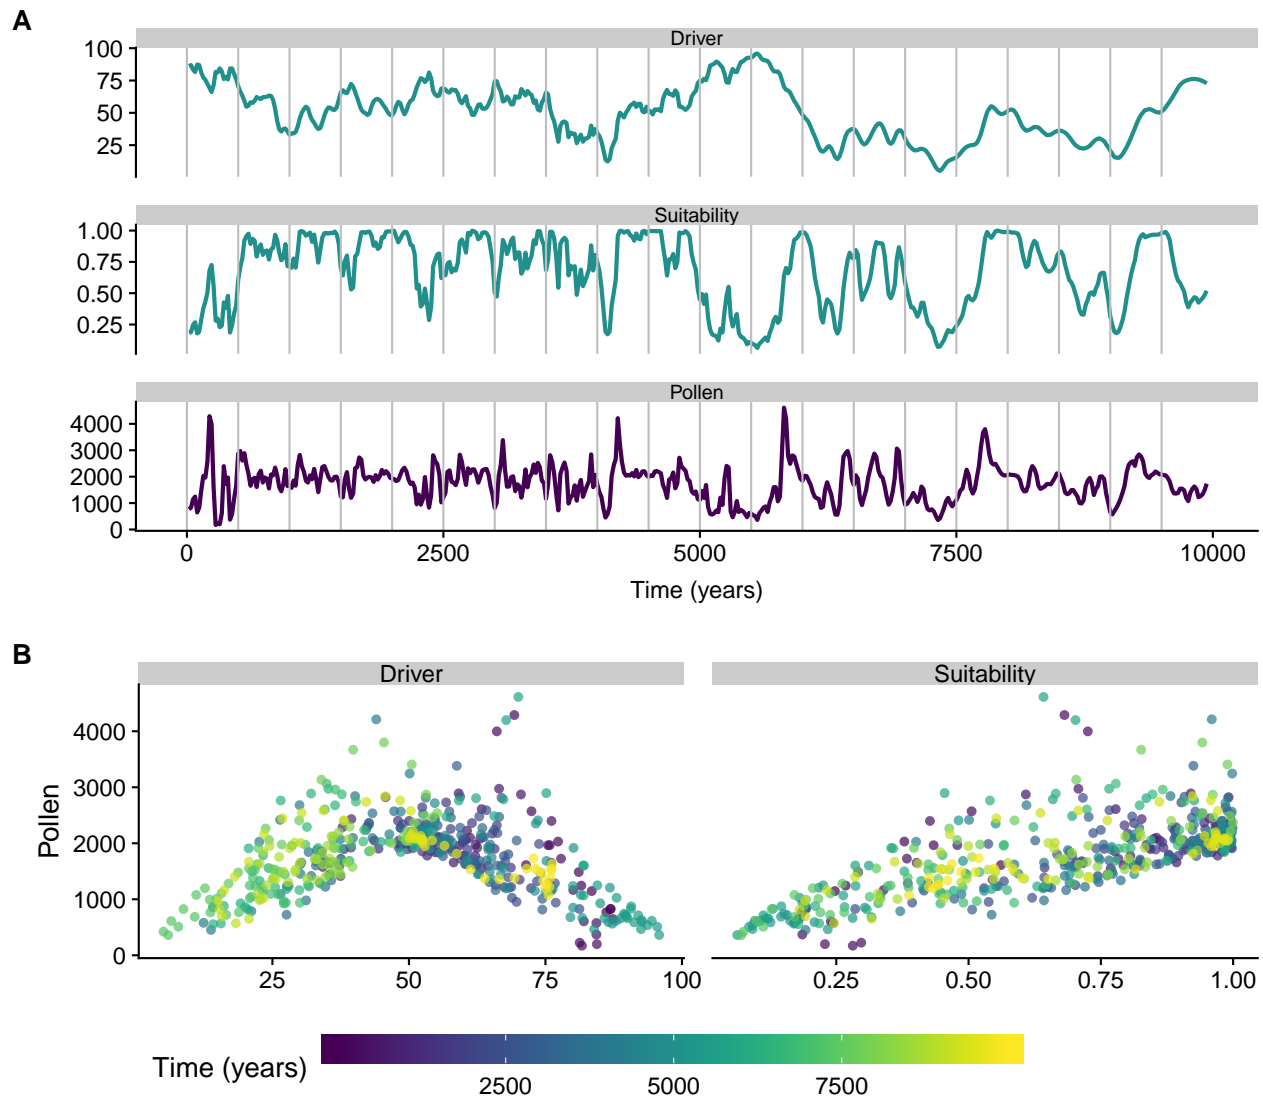 A
Driver
100
75
50
25
Suitability
1.00
0.75
0.50
0.25
Pollen
4000
3000
2000
1000
0
0 2500 5000 7500 10000
Time (years)
B
Driver Suitability
Pollen
4000
3000
2000
1000
0
25 50 75 100 0.25 0.50 0.75 1.00
Time (years)
2500 5000 7500